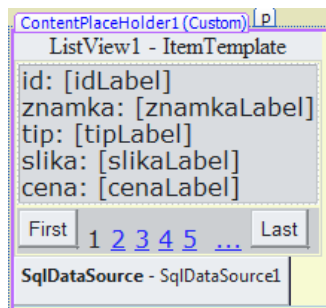 ContentPlaceHolder1 (Custom) p
ListView1 - ItemTemplate
id: [idLabel]
znamka: [znamkaLabel]
tip: [tipLabel]
slika: [slikaLabel]
cena: [cenaLabel]
First 1 2 3 4 5 ... Last
SqlDataSource - SqlDataSource1